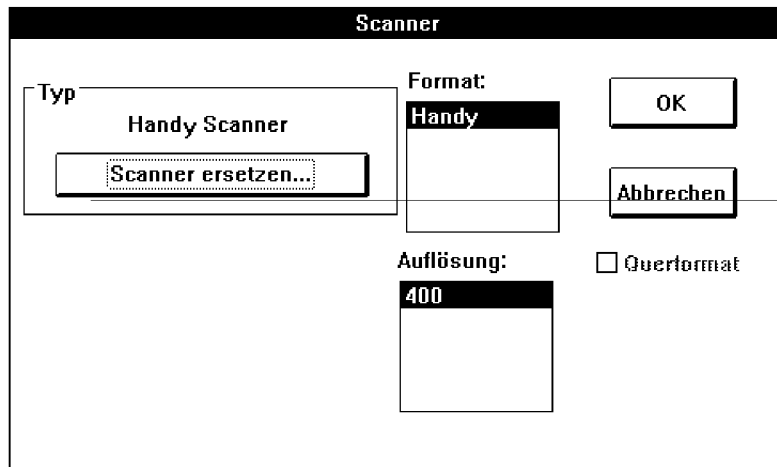 Scanner
Typ
Handy Scanner
Scanner ersetzen...
Format:
Handy
OK
Abbrechen
Auflösung:
400
Querformat